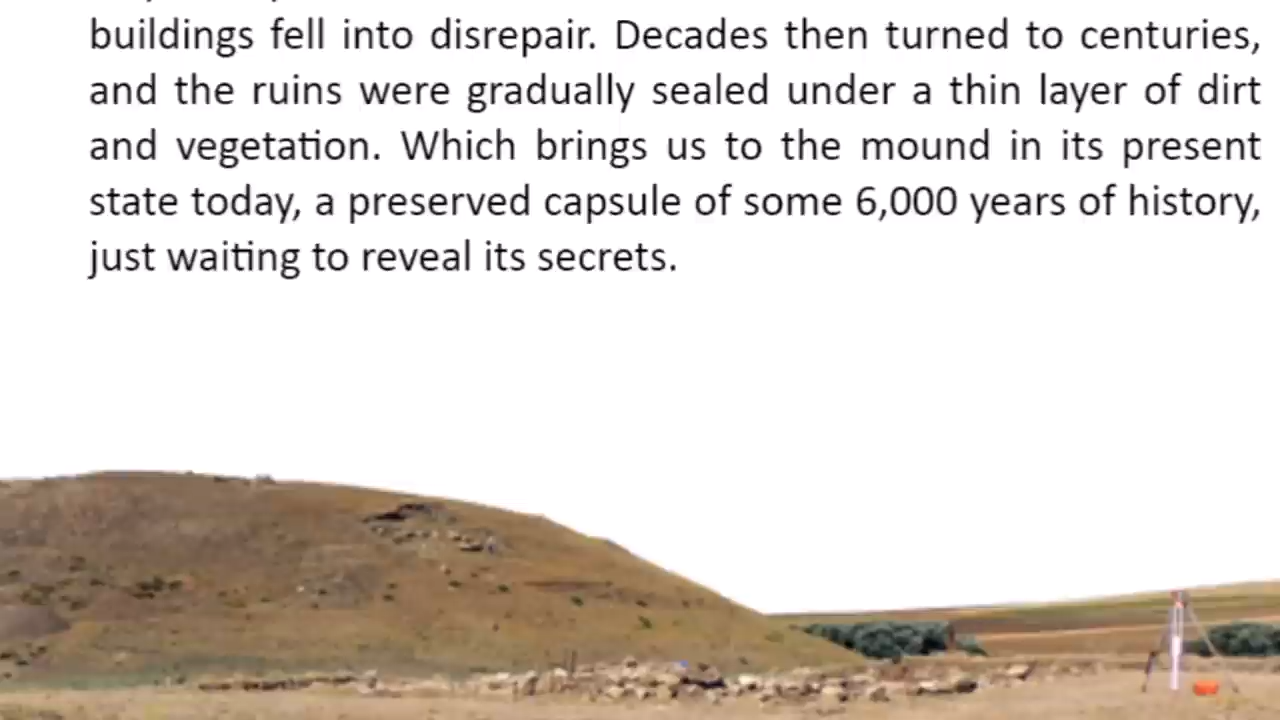 buildings fell into disrepair. Decades then turned to centuries,
and the ruins were gradually sealed under a thin layer of dirt
and vegetation. Which brings us to the mound in its present
state today, a preserved capsule of some 6,000 years of history,
just waiting to reveal its secrets.